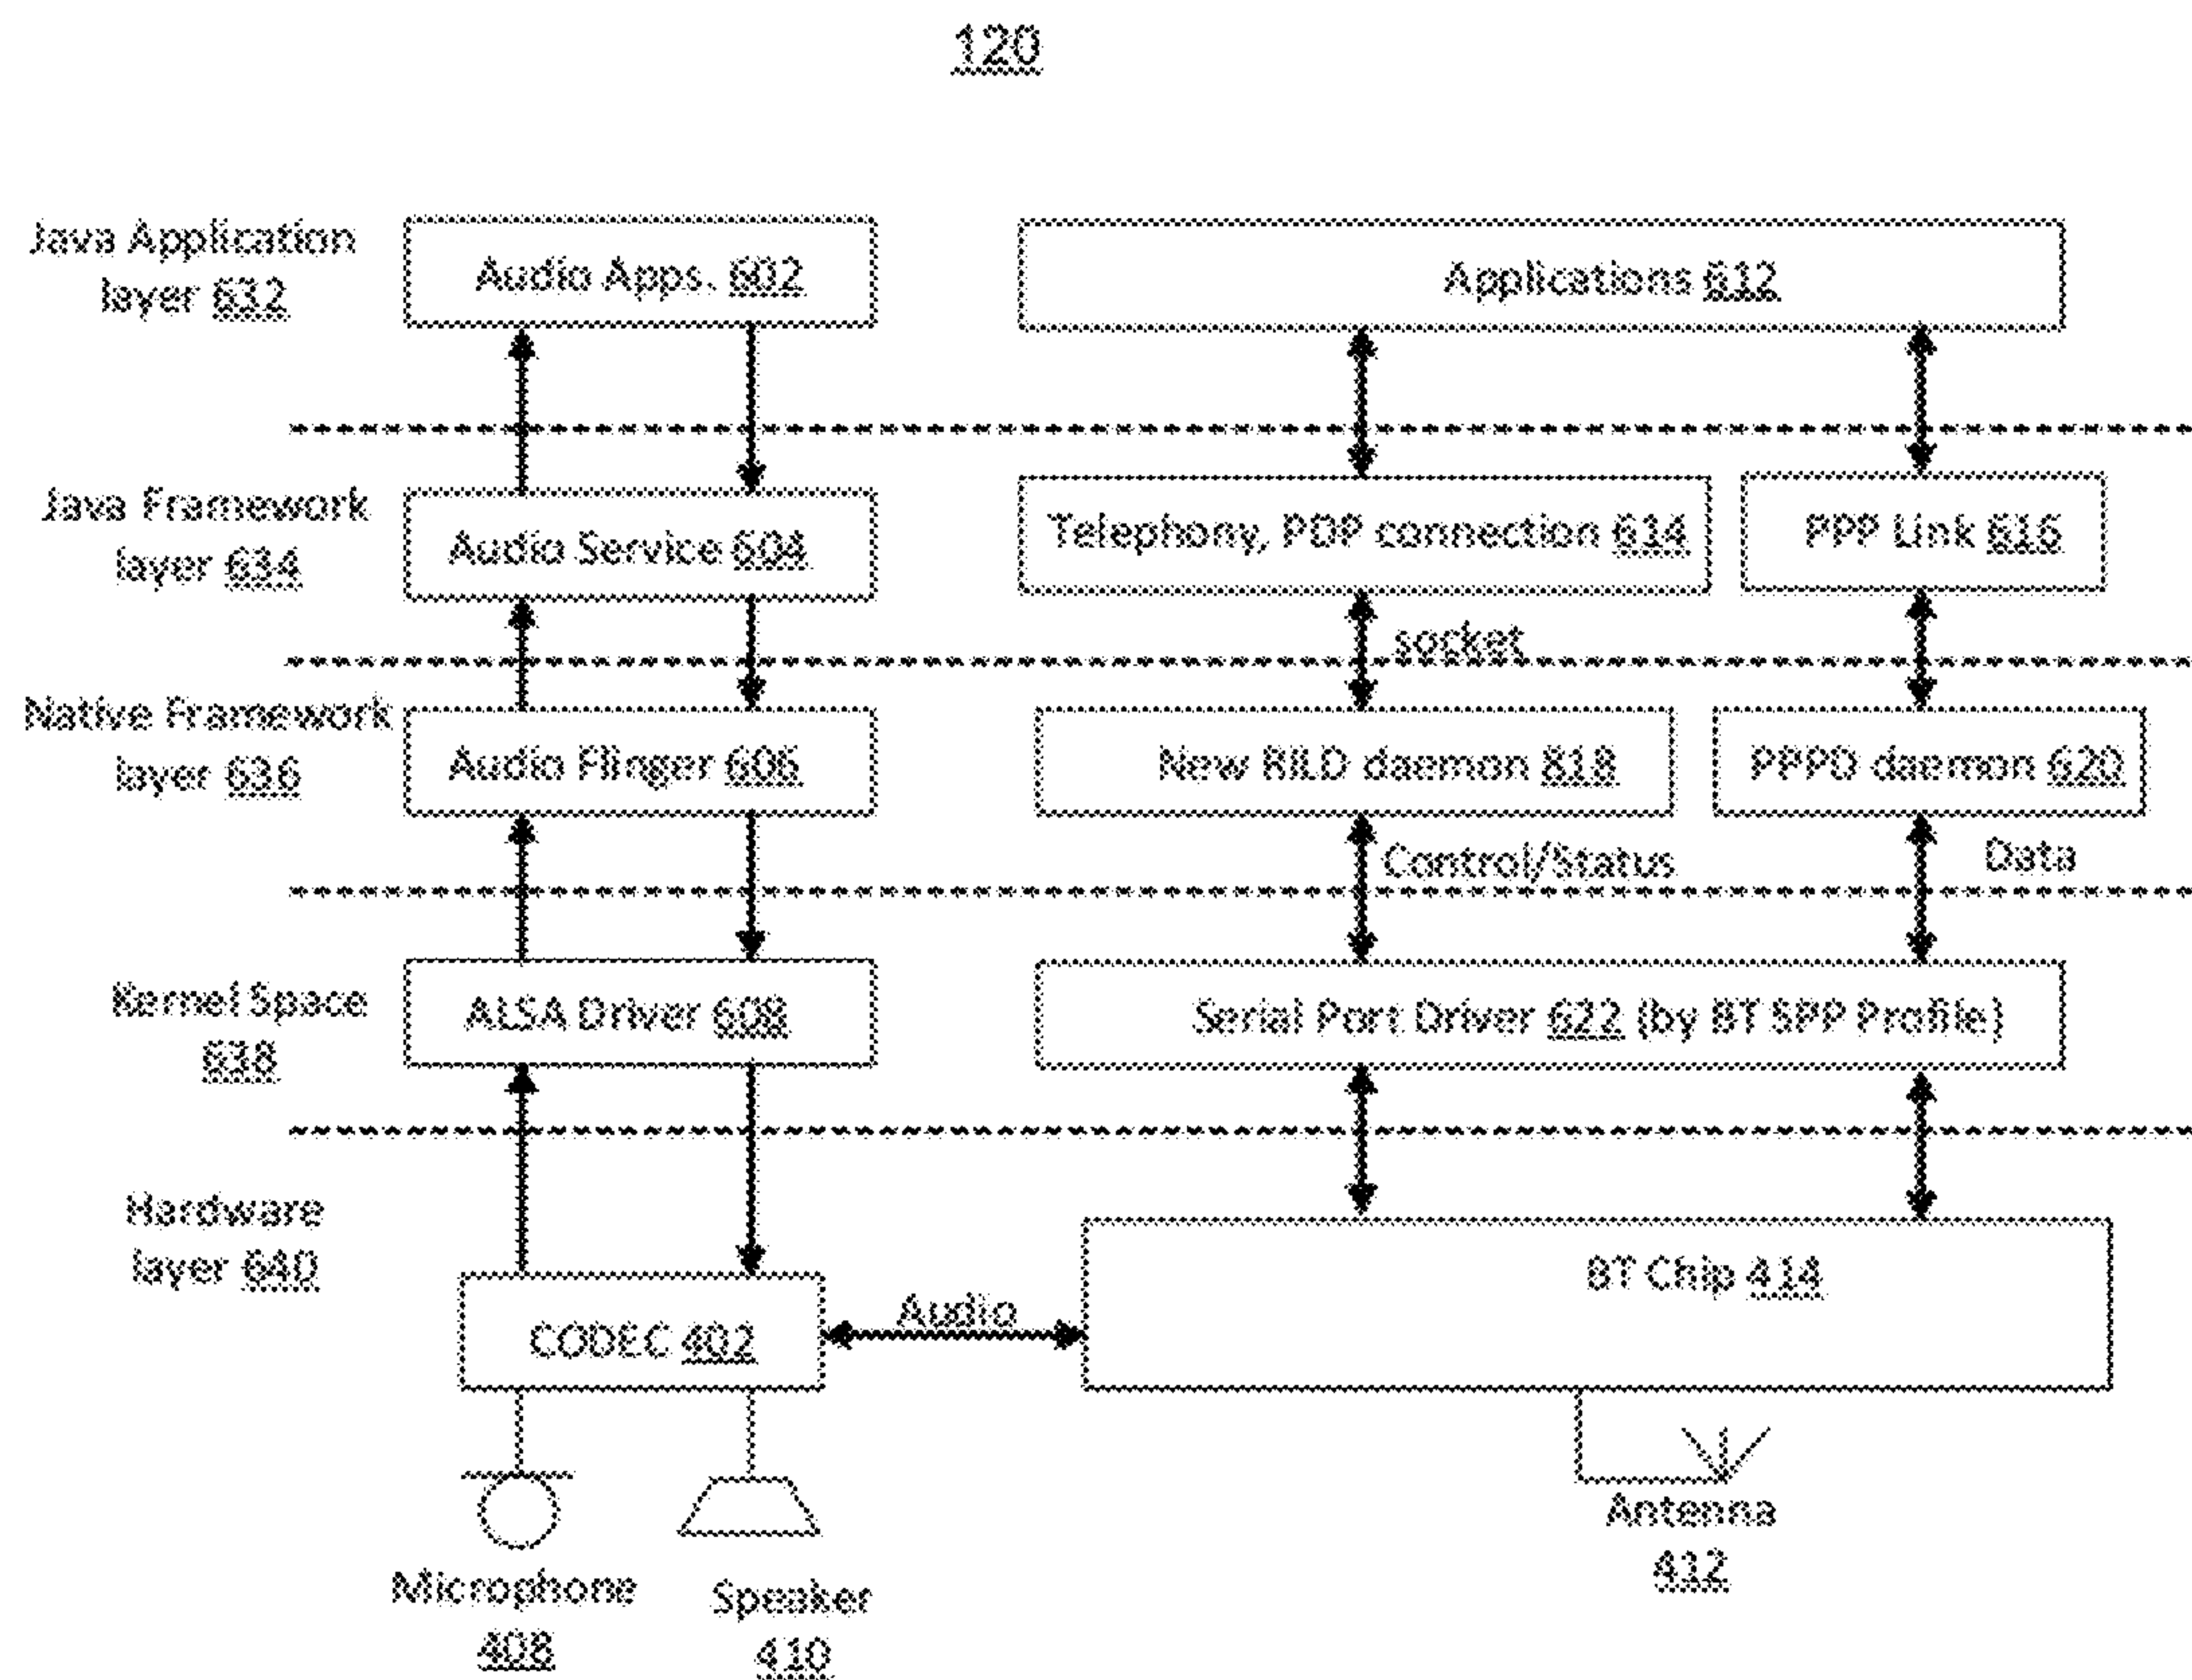 120
Java Application
layer 632
Audio Apps. 602
Applications 612
Java Framework
layer 634
Audio Service 604
Telephony, PDP connection 614
PPP Link 616
socket
Native Framework
layer 636
Audio Flinger 606
New RILD daemon 818
PPPD daemon 620
Control/Status
Data
Kernel Space
638
ALSA Driver 608
Serial Port Driver 622 (by BT SPP Profile)
Hardware
layer 640
CODEC 402
Audio
BT Chip 414
Microphone
408
Speaker
410
Antenna
412